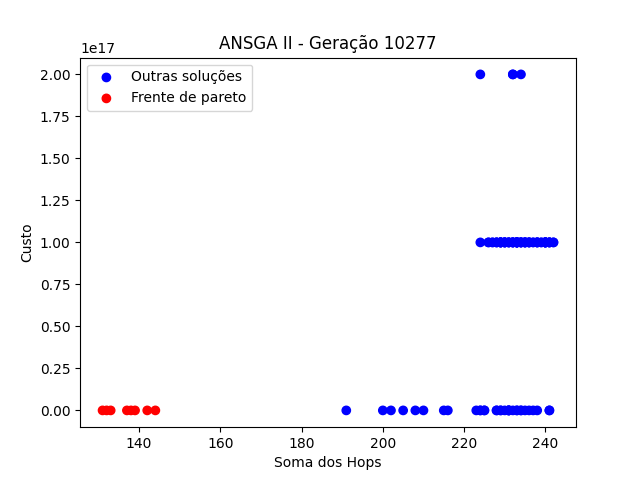 ANSGA II - Geração 10277
1e17
2.00
1.75
1.50
1.25
1.00
0.75
0.50
0.25
0.00
Custo
Outras soluções
Frente de pareto
140 160 180 200 220 240
Soma dos Hops